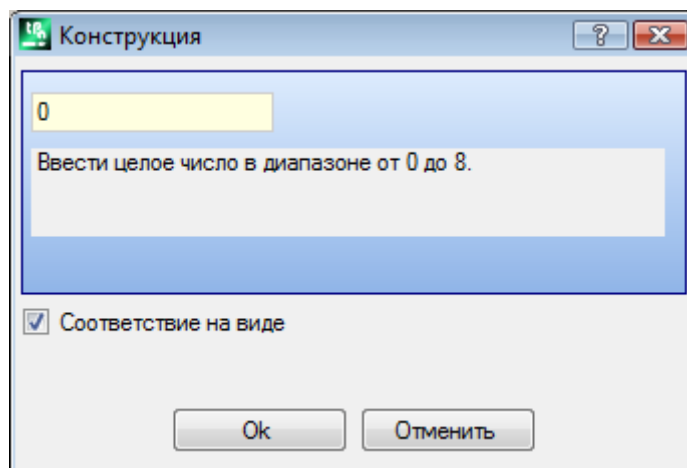 Конструкция
0
Ввести целое число в диапазоне от 0 до 8.
Соответствие на виде
Ok
Отменить